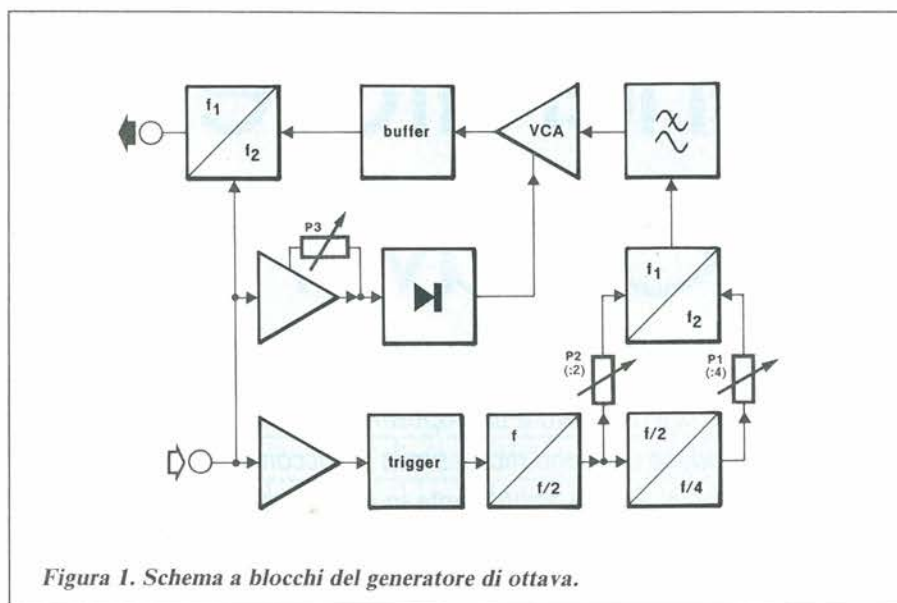 f1
f2
buffer
VCA
P3
f1
f2
P2
(:2)
P1
(:4)
trigger
f
f/2
f/2
f/4
Figura 1. Schema a blocchi del generatore di ottava.